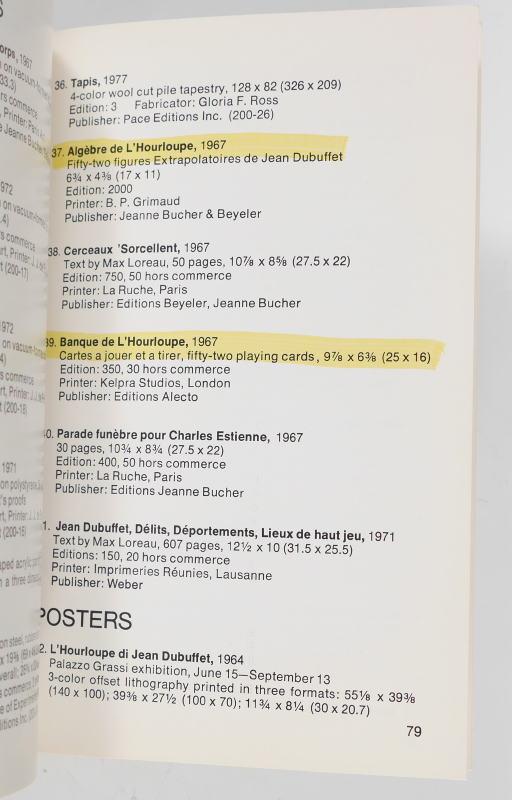 36. Tapis, 1977
4-color wool cut pile tapestry, 128 x 82 (326 x 209)
Edition: 3 Fabricator: Gloria F. Ross
Publisher: Pace Editions Inc. (200-26)
37. Algèbre de L'Hourloupe, 1967
Fifty-two figures Extrapolatoires de Jean Dubuffet
6¾ x 4⅜ (17 x 11)
Edition: 2000
Printer: B. P. Grimaud
Publisher: Jeanne Bucher & Beyeler
38. Cerceaux 'Sorcellent, 1967
Text by Max Loreau, 50 pages, 10⅞ x 8⅝ (27.5 x 22)
Edition: 750, 50 hors commerce
Printer: La Ruche, Paris
Publisher: Editions Beyeler, Jeanne Bucher
39. Banque de L'Hourloupe, 1967
Cartes a jouer et a tirer, fifty-two playing cards, 9⅞ x 6⅜ (25 x 16)
Edition: 350, 30 hors commerce
Printer: Kelpra Studios, London
Publisher: Editions Alecto
40. Parade funèbre pour Charles Estienne, 1967
30 pages, 10¾ x 8¾ (27.5 x 22)
Edition: 400, 50 hors commerce
Printer: La Ruche, Paris
Publisher: Editions Jeanne Bucher
1. Jean Dubuffet, Délits, Déportements, Lieux de haut jeu, 1971
Text by Max Loreau, 607 pages, 12½ x 10 (31.5 x 25.5)
Editions: 150, 20 hors commerce
Printer: Imprimeries Réunies, Lausanne
Publisher: Weber
POSTERS
2. L'Hourloupe di Jean Dubuffet, 1964
Palazzo Grassi exhibition, June 15—September 13
3-color offset lithography printed in three formats: 55⅛ x 39⅜
(140 x 100); 39⅜ x 27½ (100 x 70); 11¾ x 8¼ (30 x 20.7)
79